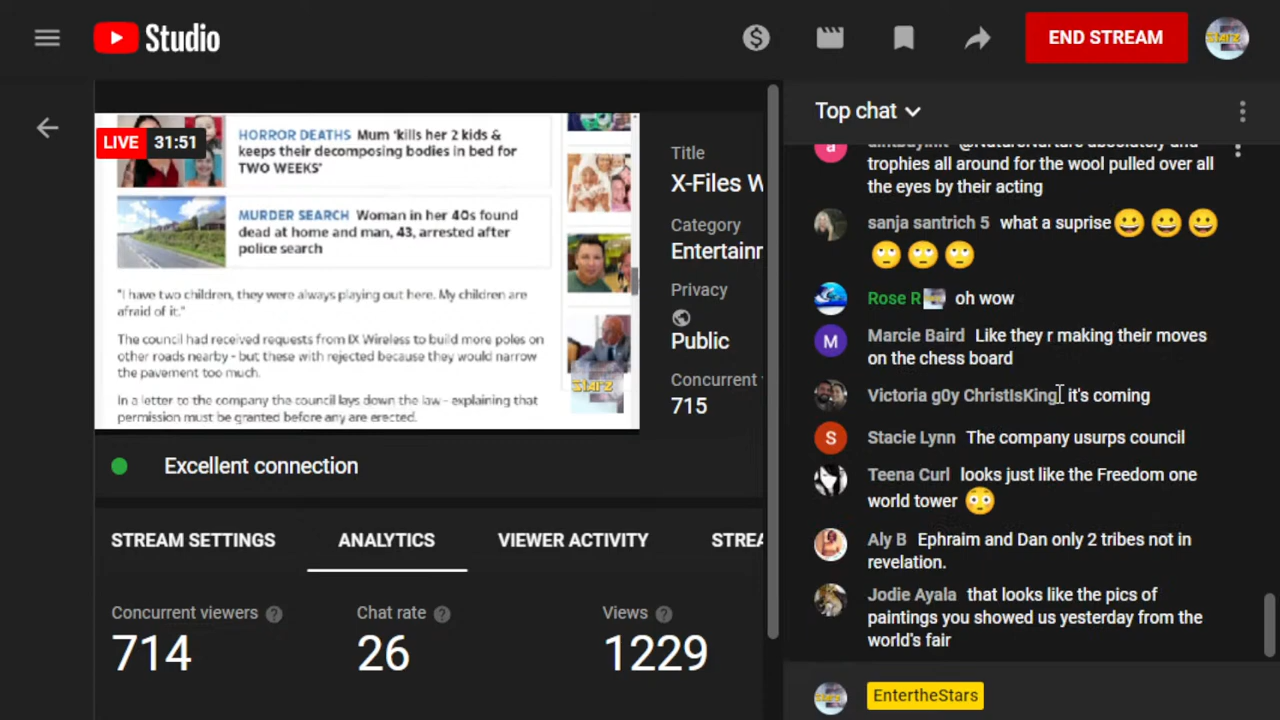 Studio
END STREAM
LIVE 31:51
HORROR DEATHS Mum 'kills her 2 kids &
keeps their decomposing bodies in bed for
TWO WEEKS'
MURDER SEARCH Woman in her 40s found
dead at home and man, 43, arrested after
police search
"I have two children, they were always playing out here. My children are
afraid of it."
The council had received requests from IX Wireless to build more poles on
other roads nearby - but these with rejected because they would narrow
the pavement too much.
In a letter to the company the council lays down the law - explaining that
permission must be granted before any are erected.
Starz
Title
X-Files W
Category
Entertainr
Privacy
Public
Concurrent
715
Excellent connection
STREAM SETTINGS
ANALYTICS
VIEWER ACTIVITY
STREA
Concurrent viewers
714
Chat rate
26
Views
1229
Top chat
absolutely and
trophies all around for the wool pulled over all
the eyes by their acting
sanja santrich 5 what a suprise😀😀😀
🙄🙄🙄
Rose R oh wow
M
Marcie Baird Like they r making their moves
on the chess board
Victoria g0y ChristIsKing it's coming
S
Stacie Lynn The company usurps council
Teena Curl looks just like the Freedom one
world tower 😳
Aly B Ephraim and Dan only 2 tribes not in
revelation.
Jodie Ayala that looks like the pics of
paintings you showed us yesterday from the
world's fair
EntertheStars